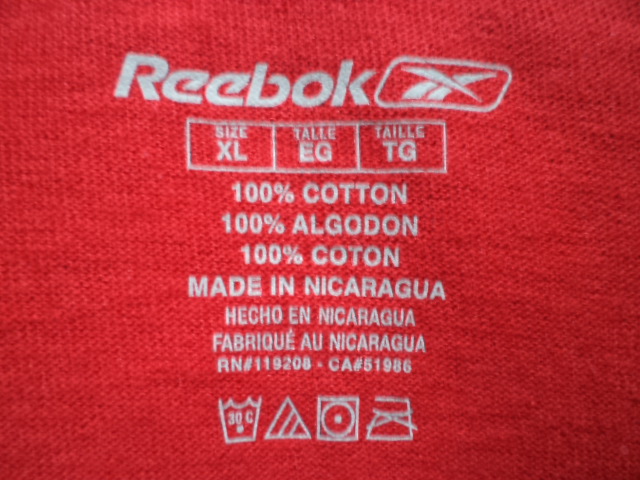 Reebok
SIZE TALLE TAILLE
XL EG TG
100% COTTON
100% ALGODON
100% COTON
MADE IN NICARAGUA
HECHO EN NICARAGUA
FABRIQUÉ AU NICARAGUA
RN#119208 - CA#51986
30 C